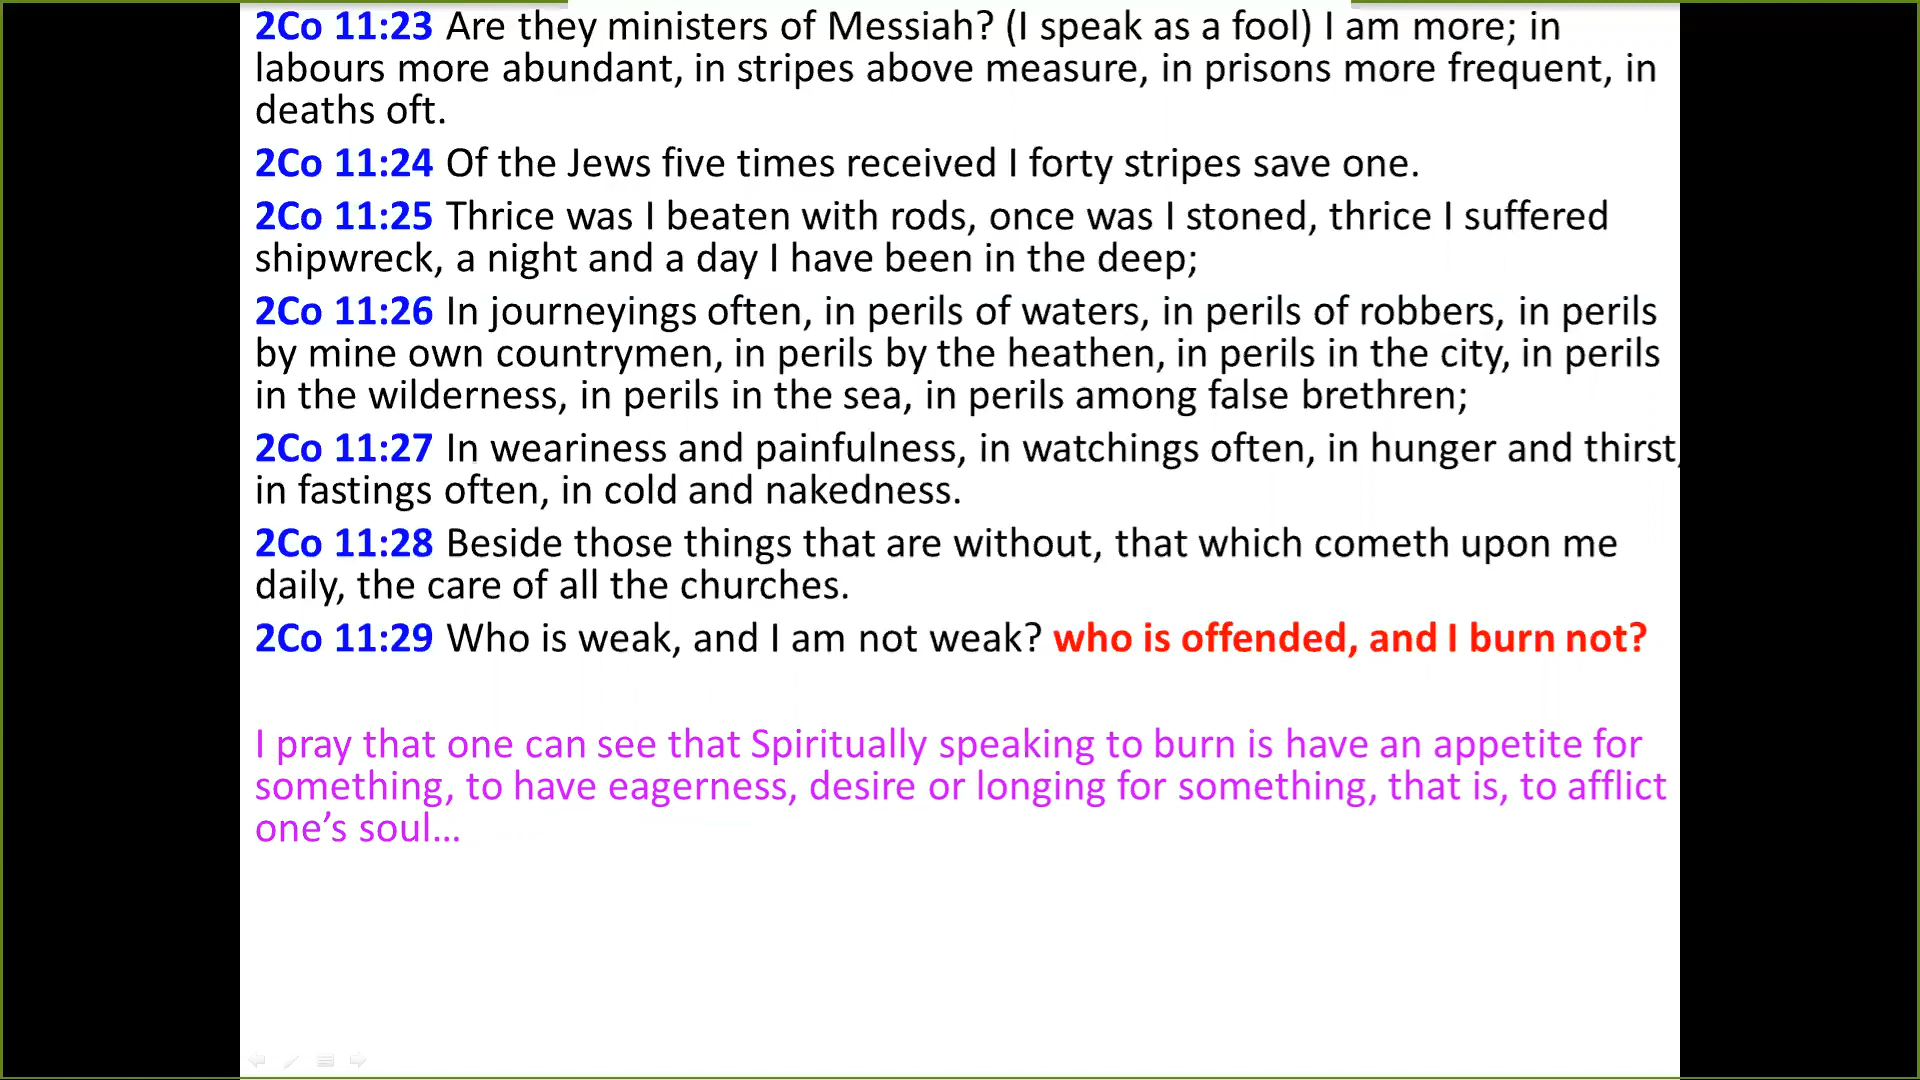 2Co 11:23 Are they ministers of Messiah? (I speak as a fool) I am more; in
labours more abundant, in stripes above measure, in prisons more frequent, in
deaths oft.
2Co 11:24 Of the Jews five times received I forty stripes save one.
2Co 11:25 Thrice was I beaten with rods, once was I stoned, thrice I suffered
shipwreck, a night and a day I have been in the deep;
2Co 11:26 In journeyings often, in perils of waters, in perils of robbers, in perils
by mine own countrymen, in perils by the heathen, in perils in the city, in perils
in the wilderness, in perils in the sea, in perils among false brethren;
2Co 11:27 In weariness and painfulness, in watchings often, in hunger and thirst,
in fastings often, in cold and nakedness.
2Co 11:28 Beside those things that are without, that which cometh upon me
daily, the care of all the churches.
2Co 11:29 Who is weak, and I am not weak? who is offended, and I burn not?
I pray that one can see that Spiritually speaking to burn is have an appetite for
something, to have eagerness, desire or longing for something, that is, to afflict
one’s soul…